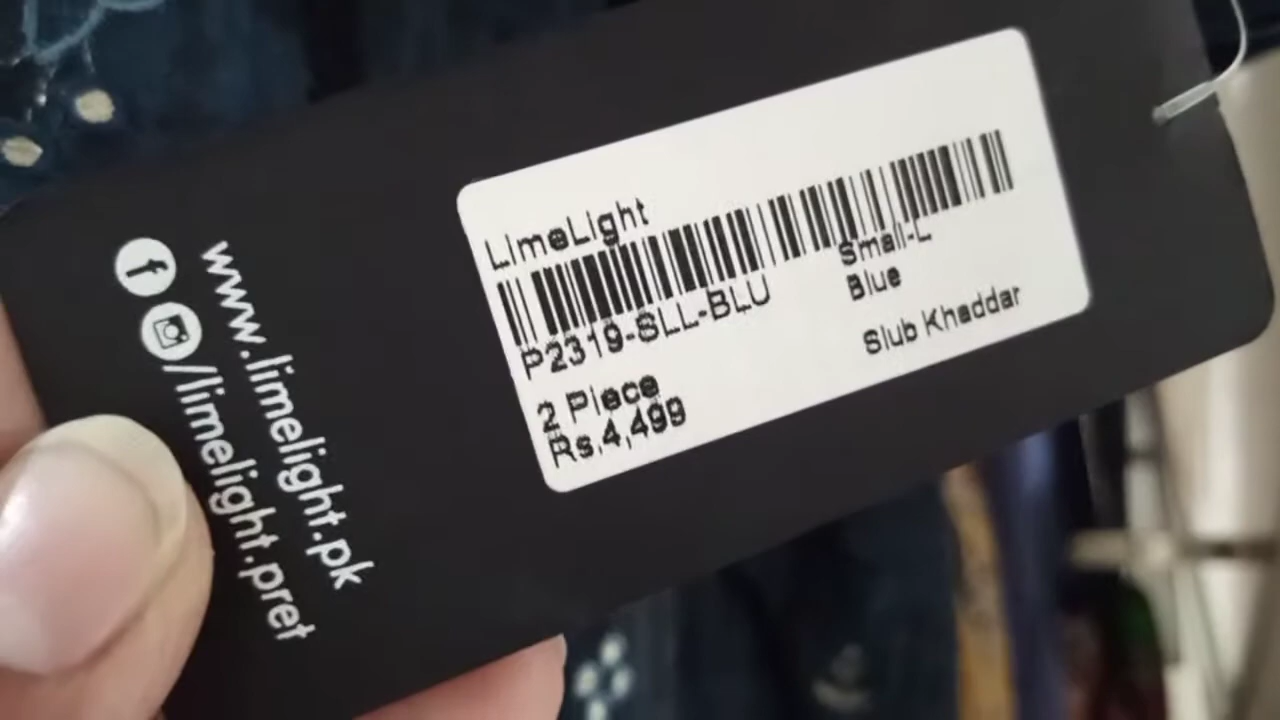 LimeLight
P2319-SLL-BLU
Small-L
Blue
2 Piece
Slub Khaddar
Rs.4,499
www.limelight.pk
/limelight.pret